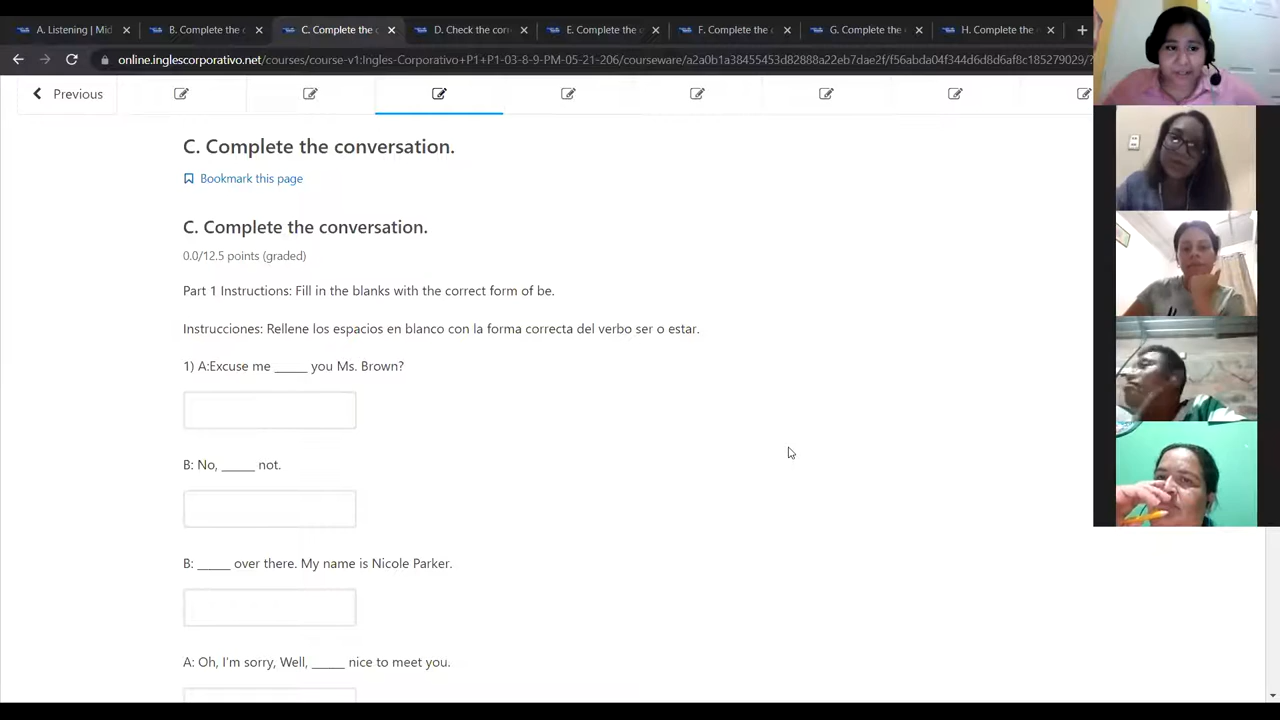 A. Listening | Mid
B. Complete the c
C. Complete the c
D. Check the corr
E. Complete the
F. Complete the c
G. Complete the c
H. Complete the
online.inglescorporativo.net/courses/course-v1:Ingles-Corporativo+P1+P1-03-8-9-PM-05-21-206/courseware/a2a0b1a38455453d82888a22eb7dae2f/f56abda04f344d6d8d6af8c185279029/?
Previous
C. Complete the conversation.
Bookmark this page
C. Complete the conversation.
0.0/12.5 points (graded)
Part 1 Instructions: Fill in the blanks with the correct form of be.
Instrucciones: Rellene los espacios en blanco con la forma correcta del verbo ser o estar.
1) A:Excuse me _____ you Ms. Brown?
B: No, _____ not.
B: _____ over there. My name is Nicole Parker.
A: Oh, I'm sorry, Well, _____ nice to meet you.